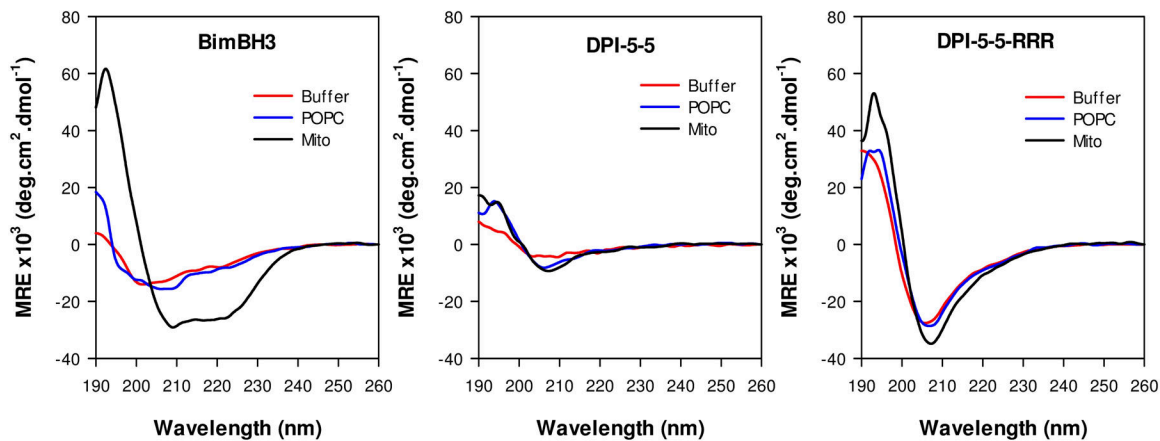 BimBH3
Buffer
POPC
Mito
MRE x10³ (deg.cm².dmol⁻¹)
80
60
40
20
0
-20
-40
190 200 210 220 230 240 250 260
Wavelength (nm)
DPI-5-5
Buffer
POPC
Mito
MRE x10³ (deg.cm².dmol⁻¹)
80
60
40
20
0
-20
-40
190 200 210 220 230 240 250 260
Wavelength (nm)
DPI-5-5-RRR
Buffer
POPC
Mito
MRE x10³ (deg.cm².dmol⁻¹)
80
60
40
20
0
-20
-40
190 200 210 220 230 240 250 260
Wavelength (nm)